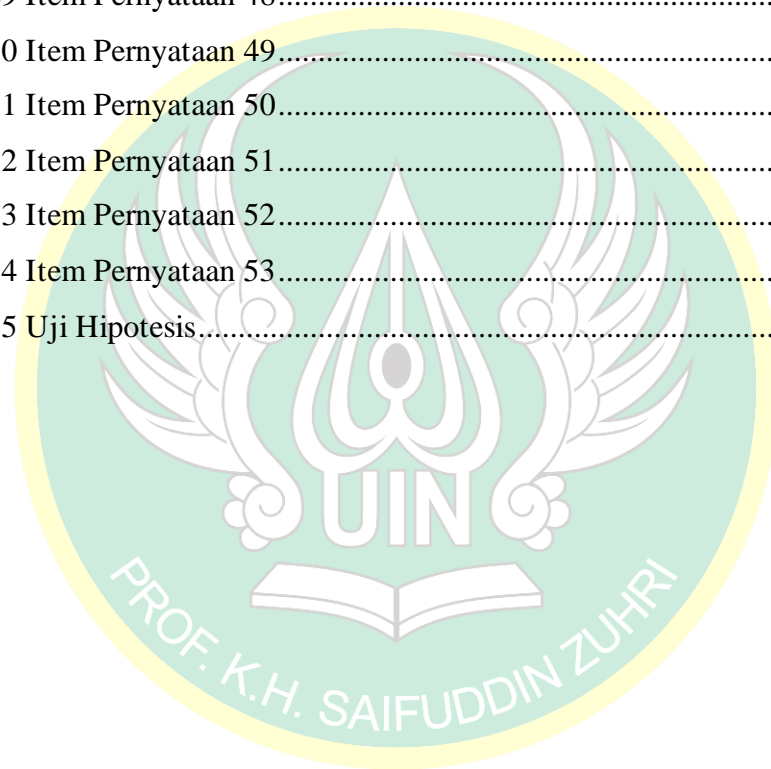 9 Item Pernyataan 48........................................................
0 Item Pernyataan 49........................................................
1 Item Pernyataan 50........................................................
2 Item Pernyataan 51........................................................
3 Item Pernyataan 52........................................................
4 Item Pernyataan 53........................................................
5 Uji Hipotesis..................................................................
UIN
PROF. K.H. SAIFUDDIN ZUHRI